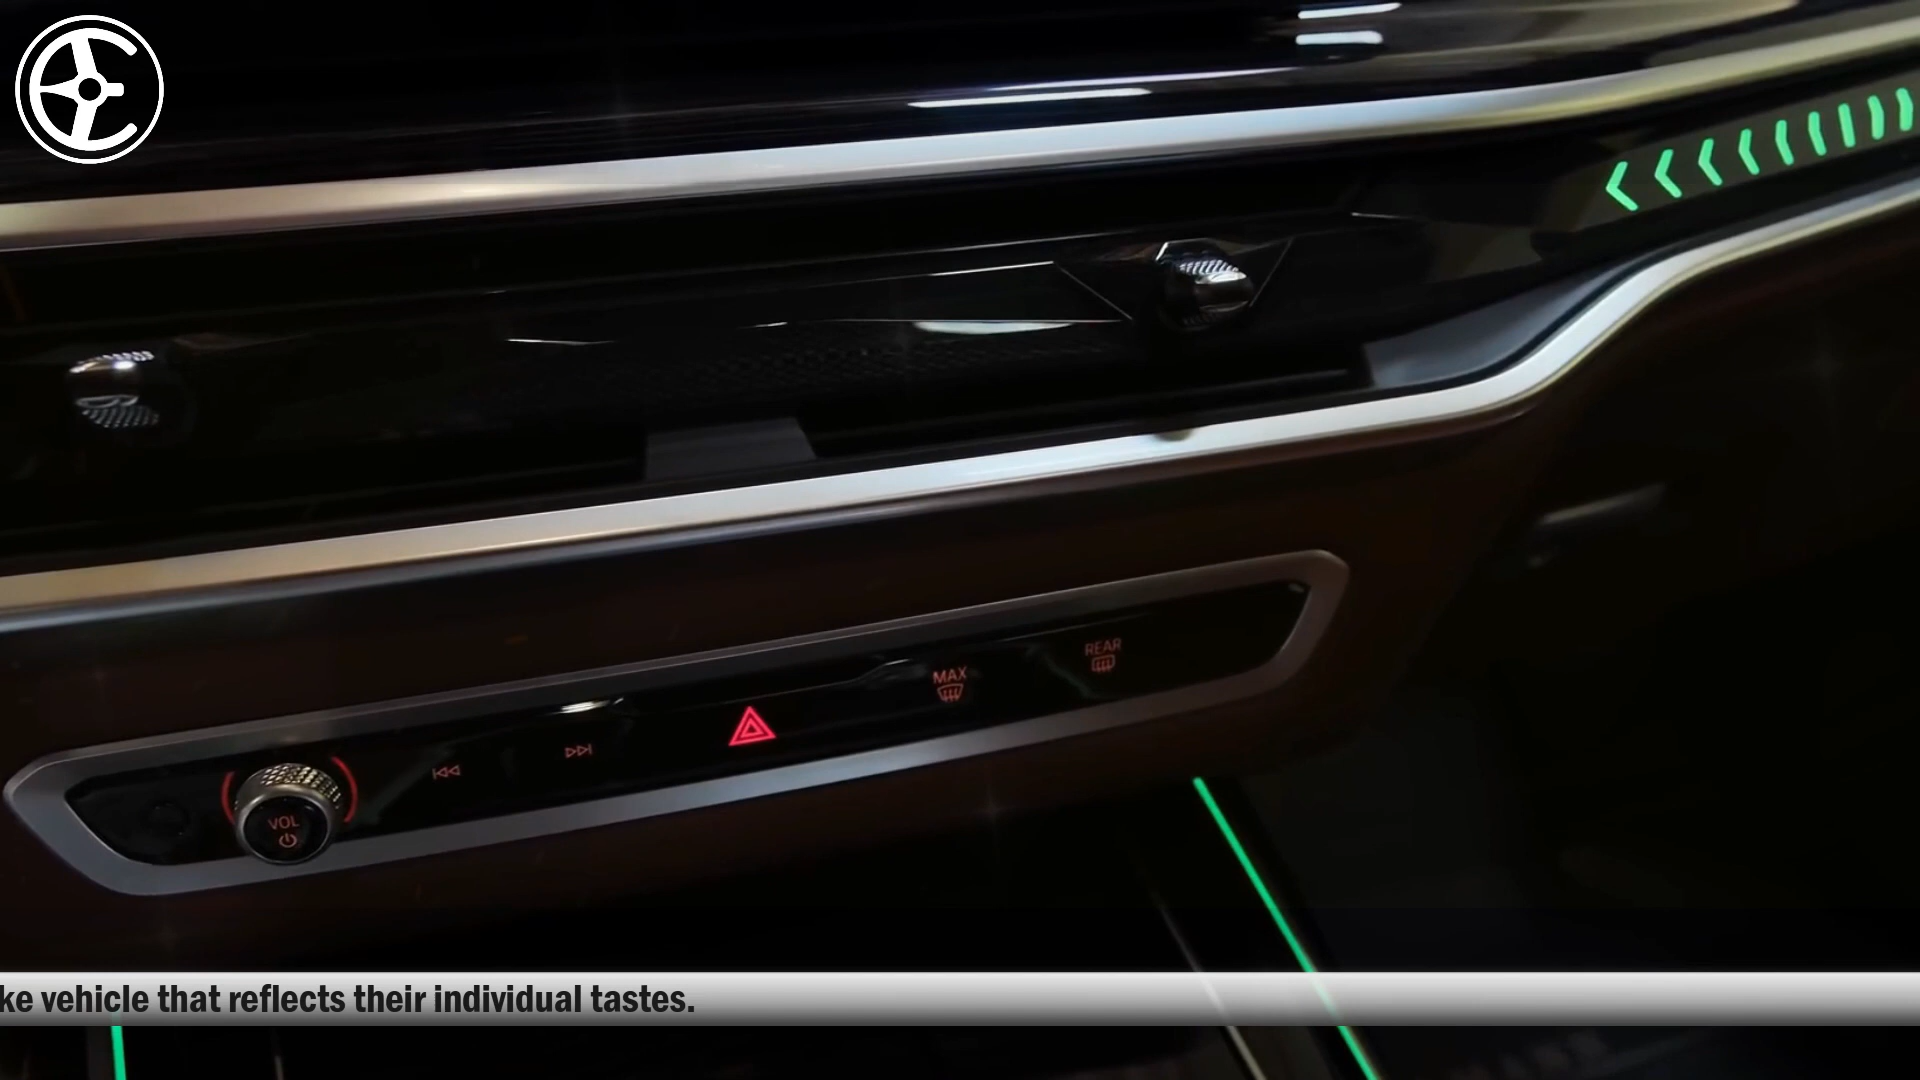 REAR
MAX
VOL
ke vehicle that reflects their individual tastes.